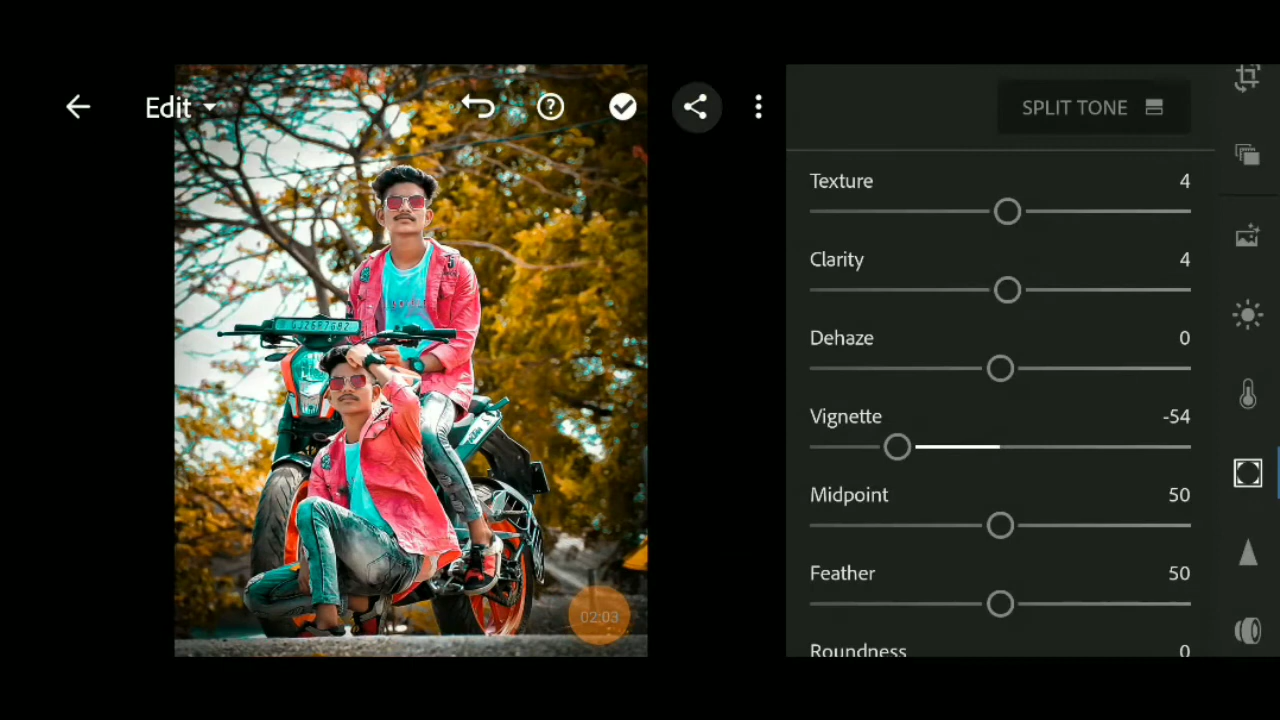 Edit
SPLIT TONE
Texture 4
Clarity 4
Dehaze 0
Vignette -54
Midpoint 50
Feather 50
Roundness 0
02:03